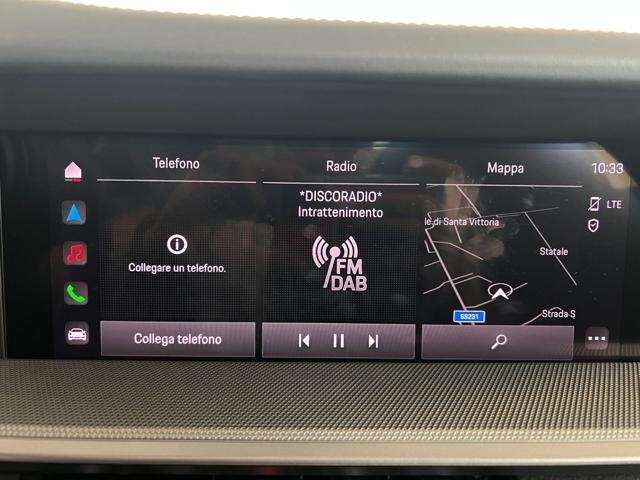 Telefono
Radio
Mappa
10:33
*DISCORADIO*
Intrattenimento
LTE
le di Santa Vittoria
Statale
Collegare un telefono.
FM
DAB
SS231
Strada S
Collega telefono